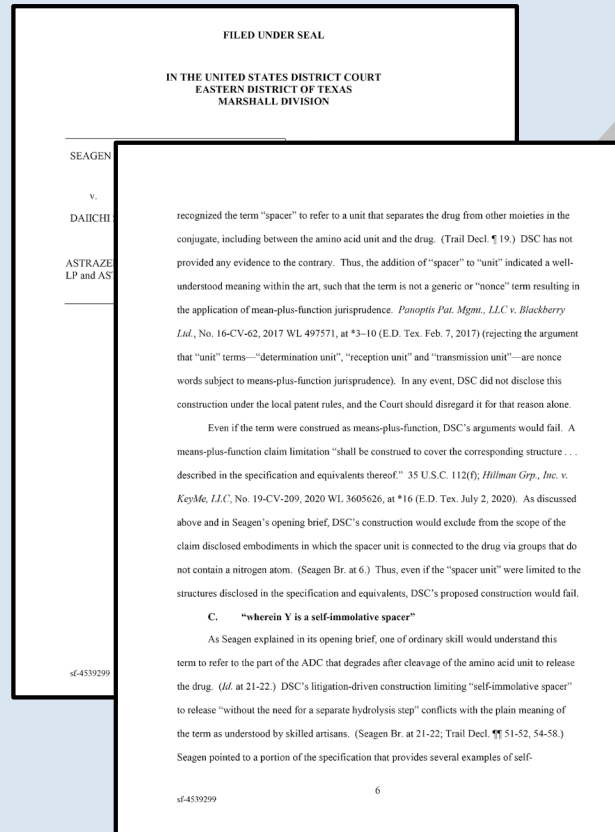 FILED UNDER SEAL
IN THE UNITED STATES DISTRICT COURT
EASTERN DISTRICT OF TEXAS
MARSHALL DIVISION
SEAGEN
v.
DAIICHI
ASTRAZE
LP and AS
sf-4539299
recognized the term “spacer” to refer to a unit that separates the drug from other moieties in the
conjugate, including between the amino acid unit and the drug. (Trail Decl. ¶ 19.) DSC has not
provided any evidence to the contrary. Thus, the addition of “spacer” to “unit” indicated a well-
understood meaning within the art, such that the term is not a generic or “nonce” term resulting in
the application of mean-plus-function jurisprudence. Panoptis Pat. Mgmt., LLC v. Blackberry
Ltd., No. 16-CV-62, 2017 WL 497571, at *3–10 (E.D. Tex. Feb. 7, 2017) (rejecting the argument
that “unit” terms—“determination unit”, “reception unit” and “transmission unit”—are nonce
words subject to means-plus-function jurisprudence). In any event, DSC did not disclose this
construction under the local patent rules, and the Court should disregard it for that reason alone.
Even if the term were construed as means-plus-function, DSC’s arguments would fail. A
means-plus-function claim limitation “shall be construed to cover the corresponding structure . . .
described in the specification and equivalents thereof.” 35 U.S.C. 112(f); Hillman Grp., Inc. v.
KeyMe, LLC, No. 19-CV-209, 2020 WL 3605626, at *16 (E.D. Tex. July 2, 2020). As discussed
above and in Seagen’s opening brief, DSC’s construction would exclude from the scope of the
claim disclosed embodiments in which the spacer unit is connected to the drug via groups that do
not contain a nitrogen atom. (Seagen Br. at 6.) Thus, even if the “spacer unit” were limited to the
structures disclosed in the specification and equivalents, DSC’s proposed construction would fail.
C. “wherein Y is a self-immolative spacer”
As Seagen explained in its opening brief, one of ordinary skill would understand this
term to refer to the part of the ADC that degrades after cleavage of the amino acid unit to release
the drug. (Id. at 21-22.) DSC’s litigation-driven construction limiting “self-immolative spacer”
to release “without the need for a separate hydrolysis step” conflicts with the plain meaning of
the term as understood by skilled artisans. (Seagen Br. at 21-22; Trail Decl. ¶¶ 51-52, 54-58.)
Seagen pointed to a portion of the specification that provides several examples of self-
6
sf-4539299